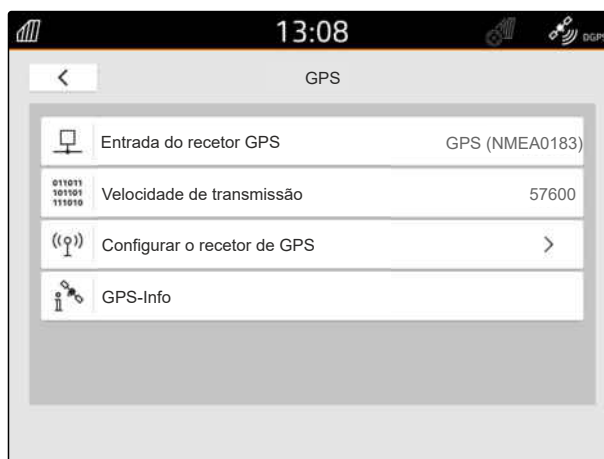 13:08
DGPS
GPS
Entrada do recetor GPS
GPS (NMEA0183)
011011
101101
111010
Velocidade de transmissão
57600
Configurar o recetor de GPS
GPS-Info